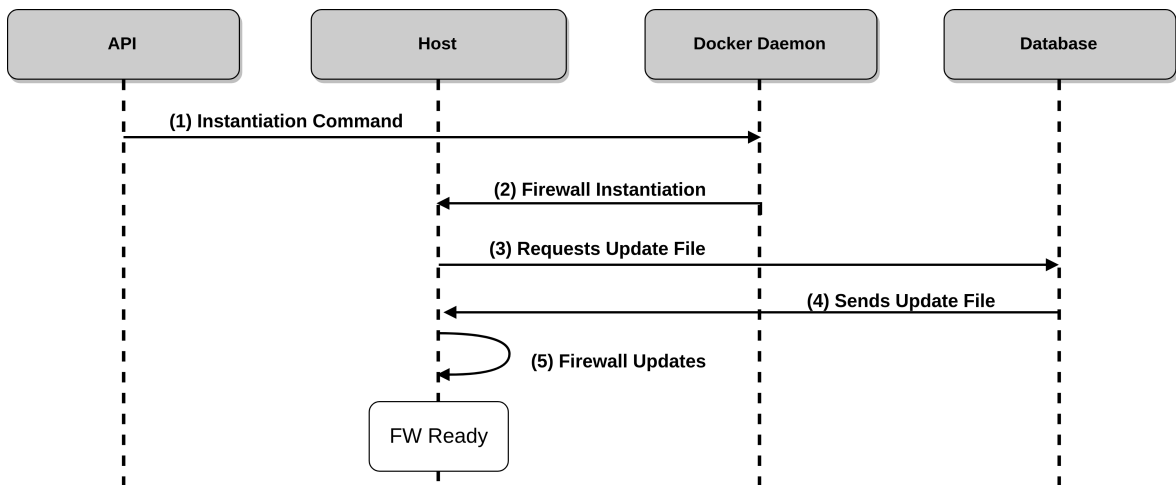 API
Host
Docker Daemon
Database
(1) Instantiation Command
(2) Firewall Instantiation
(3) Requests Update File
(4) Sends Update File
(5) Firewall Updates
FW Ready